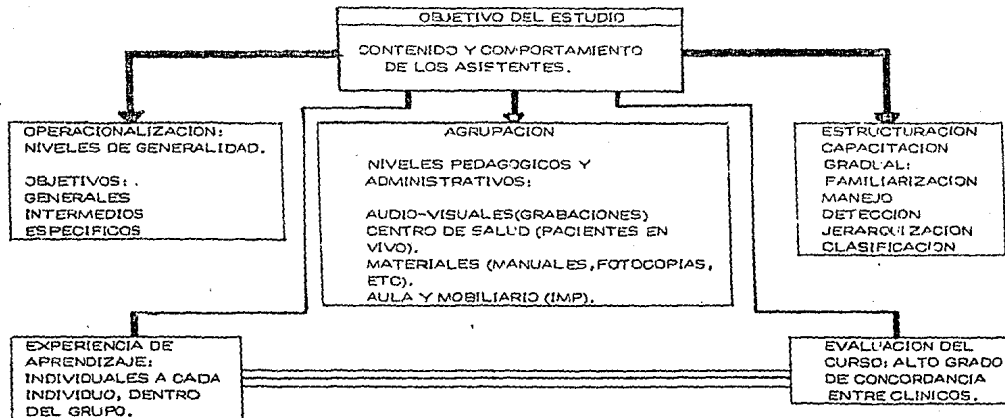 OBJETIVO DEL ESTUDIO
CONTENIDO Y COMPORTAMIENTO
DE LOS ASISTENTES.
OPERACIONALIZACION:
NIVELES DE GENERALIDAD.
OBJETIVOS:
GENERALES
INTERMEDIOS
ESPECIFICOS
AGRUPACION
NIVELES PEDAGOGICOS Y
ADMINISTRATIVOS:
AUDIO-VISUALES(GRABACIONES)
CENTRO DE SALUD (PACIENTES EN
VIVO).
MATERIALES (MANUALES, FOTOCOPIAS,
ETC).
AULA Y MOBILIARIO (IMP).
ESTRUCTURACION
CAPACITACION
GRADUAL:
FAMILIARIZACION
MANEJO
DETECCION
JERARQUIZACION
CLASIFICACION
EXPERIENCIA DE
APRENDIZAJE:
INDIVIDUALES A CADA
INDIVIDUO, DENTRO
DEL GRUPO.
EVALUACION DEL
CURSO: ALTO GRADO
DE CONCORDANCIA
ENTRE CLINICOS.